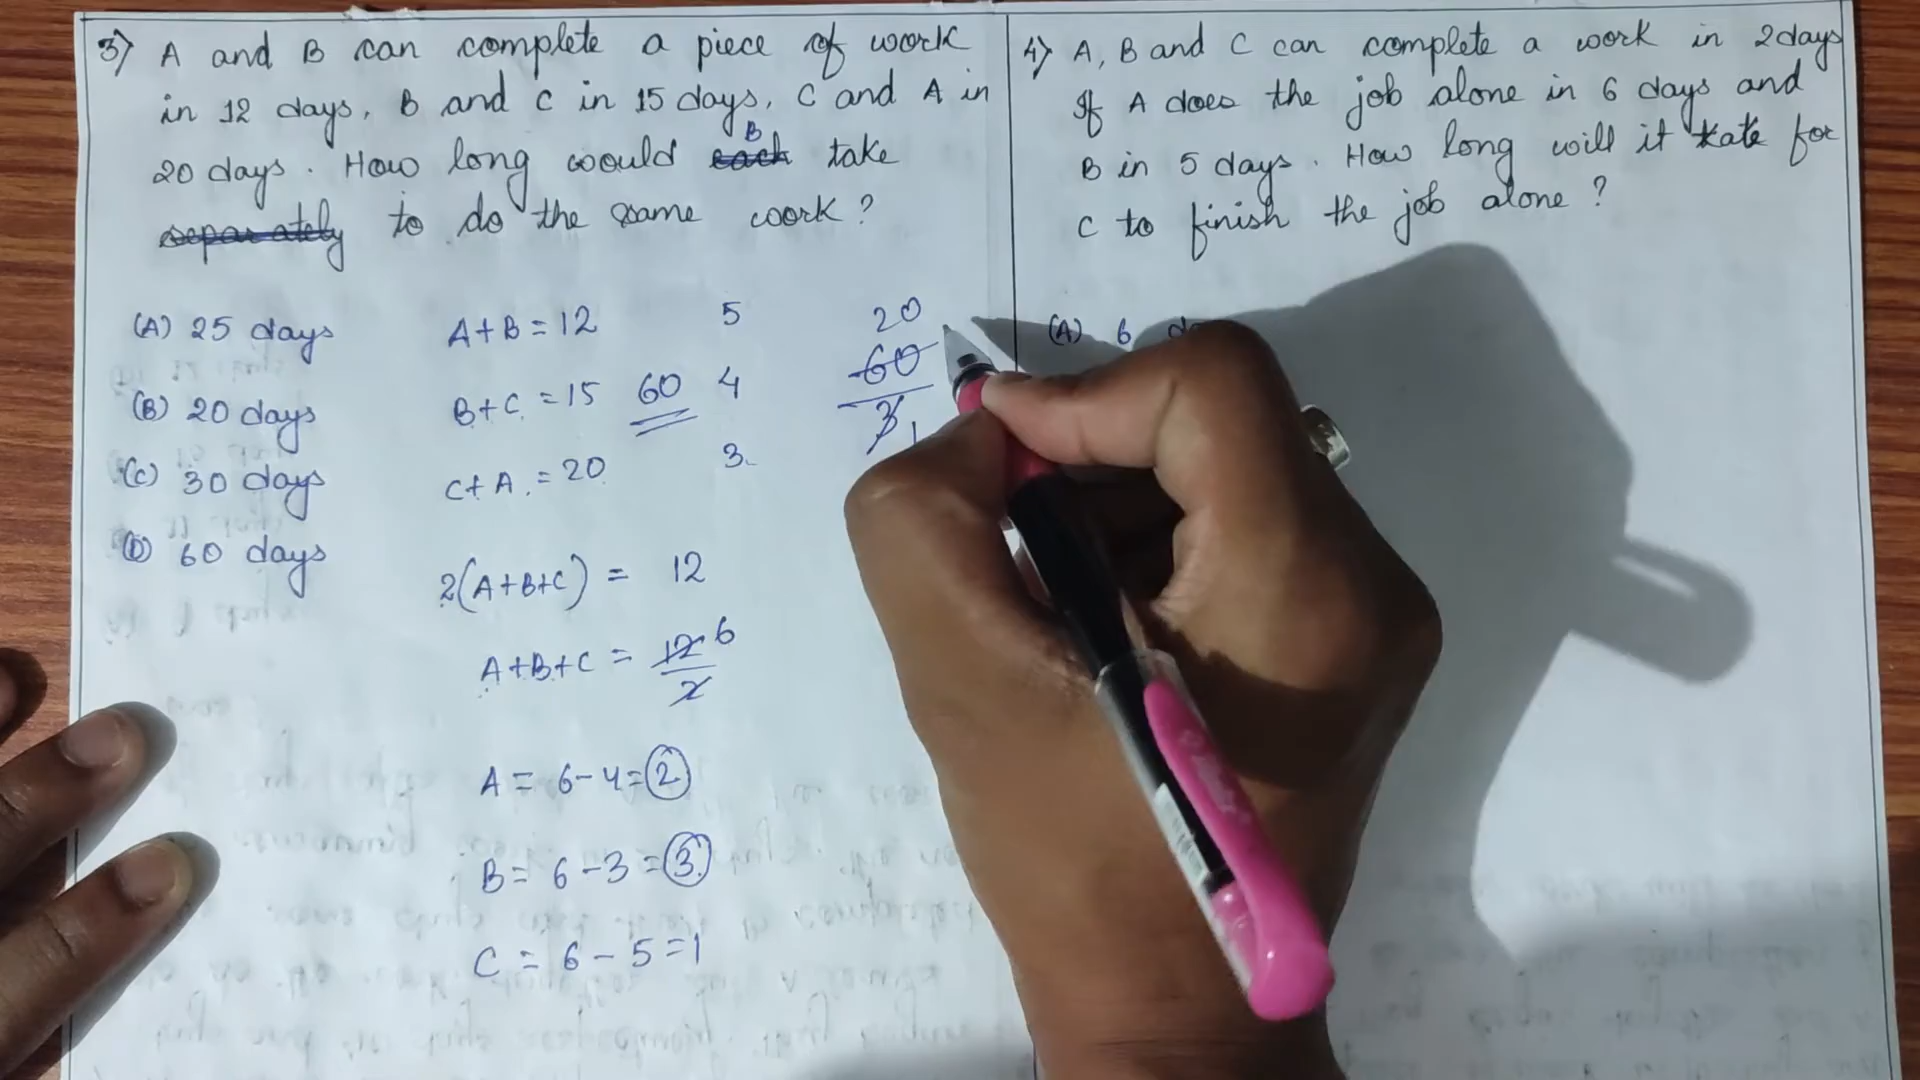 3) A and B can complete a piece of work
in 12 days, B and C in 15 days, C and A in
20 days. How long would each B take
separately to do the same work?
(A) 25 days
(B) 20 days
(C) 30 days
(D) 60 days
A+B = 12 5
B+C = 15 60 4
C+A = 20 3
2(A+B+C) = 12
A+B+C = 12/2 6
A = 6-4=2
B = 6-3=3
C = 6-5=1
20
60
3 1
4) A, B and C can complete a work in 2 days
If A does the job alone in 6 days and
B in 5 days. How long will it take for
C to finish the job alone?
(A) 6